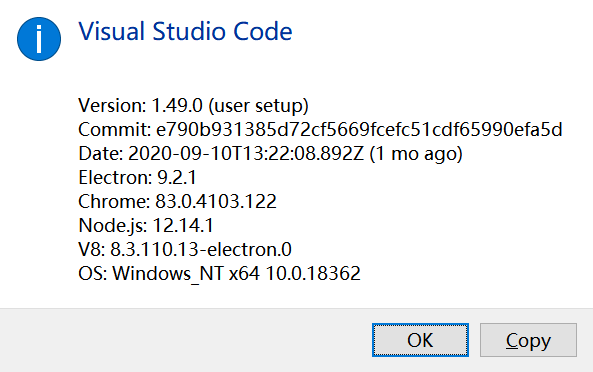 Visual Studio Code
Version: 1.49.0 (user setup)
Commit: e790b931385d72cf5669fcefc51cdf65990efa5d
Date: 2020-09-10T13:22:08.892Z (1 mo ago)
Electron: 9.2.1
Chrome: 83.0.4103.122
Node.js: 12.14.1
V8: 8.3.110.13-electron.0
OS: Windows_NT x64 10.0.18362
OK
Copy